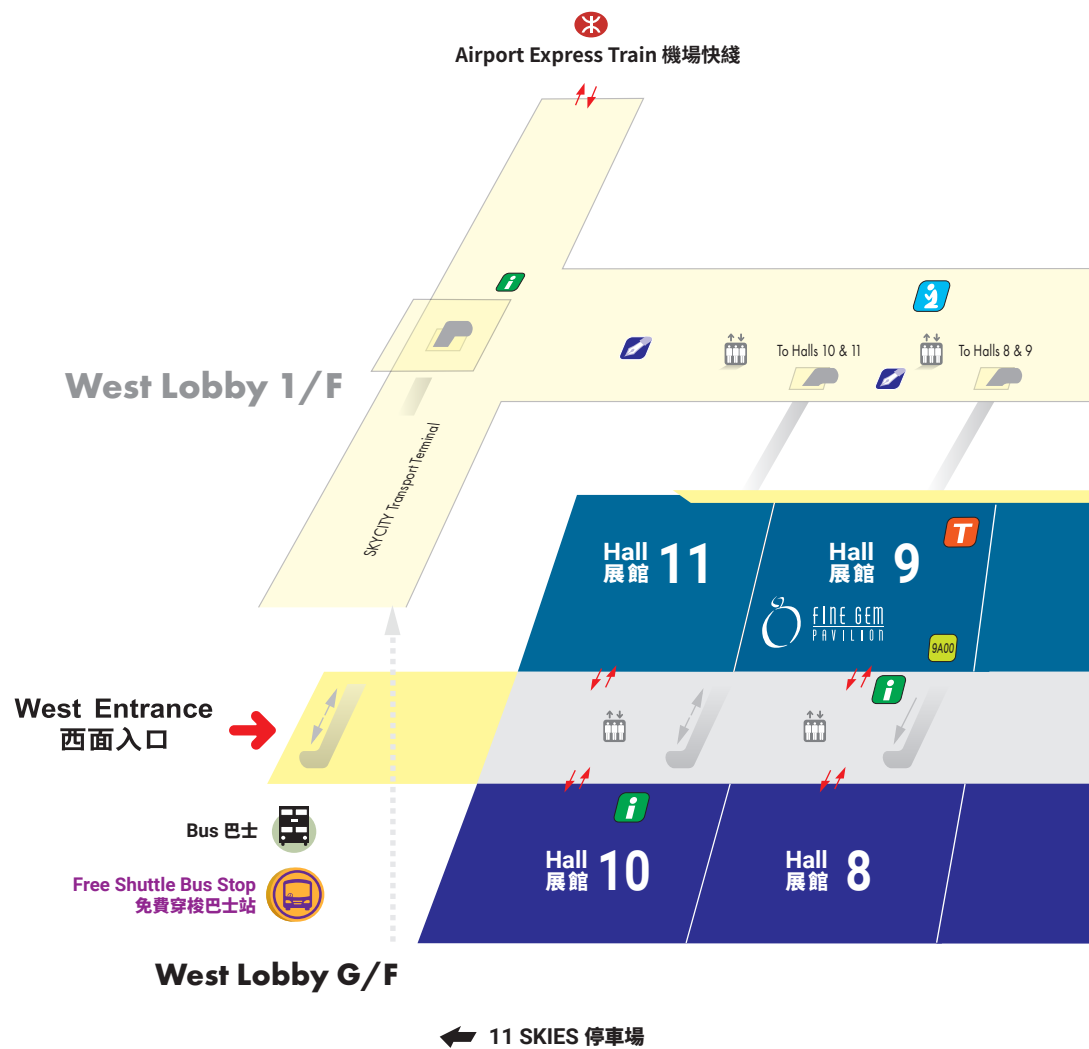 Airport Express Train 機場快綫
To Halls 10 & 11
To Halls 8 & 9
West Lobby 1/F
SKYCITY Transport Terminal
Hall
展館
11
Hall
展館
9
T
FINE GEM
PAVILION
9A00
West Entrance
西面入口
Bus 巴士
Hall
展館
10
Hall
展館
8
Free Shuttle Bus Stop
免費穿梭巴士站
West Lobby G/F
11 SKIES 停車場